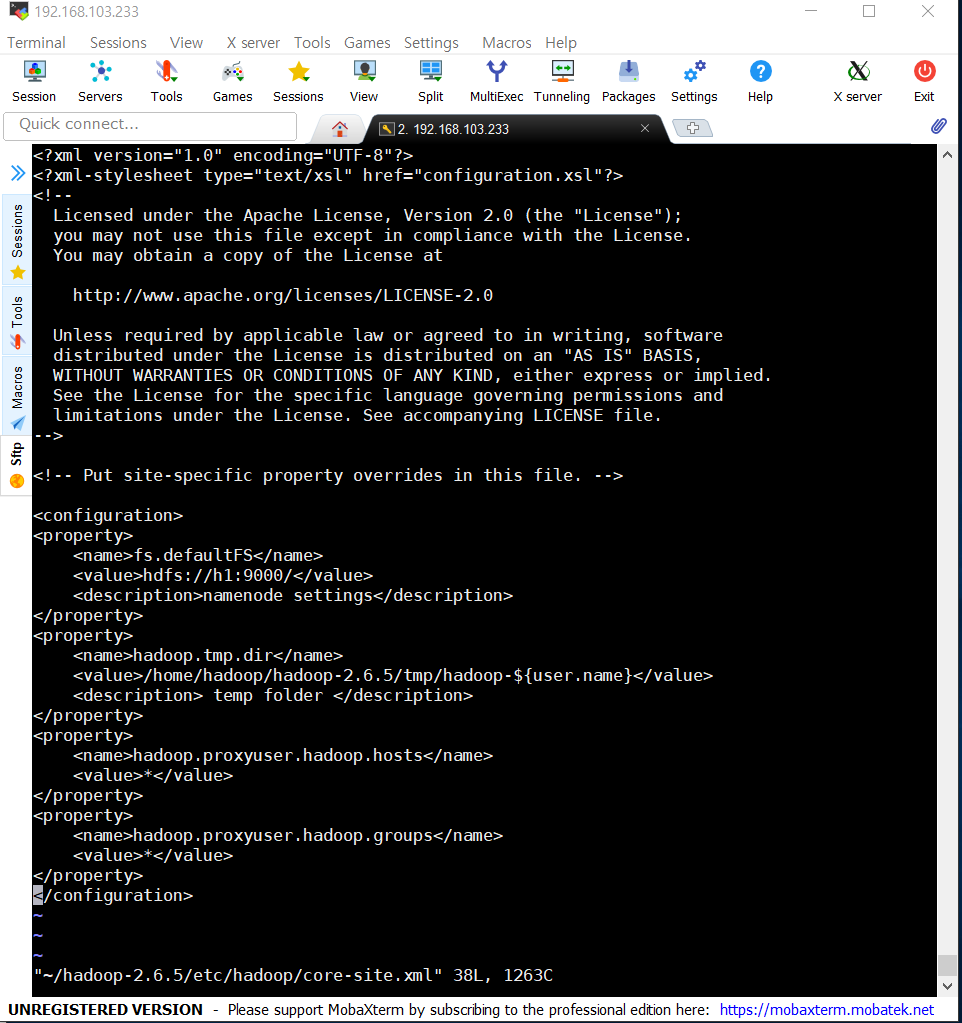 192.168.103.233
Terminal Sessions View X server Tools Games Settings Macros Help
Session Servers Tools Games Sessions View Split MultiExec Tunneling Packages Settings Help X server Exit
Quick connect...
2. 192.168.103.233
Sessions
Tools
Macros
Sftp
<?xml version="1.0" encoding="UTF-8"?>
<?xml-stylesheet type="text/xsl" href="configuration.xsl"?>
<!--
  Licensed under the Apache License, Version 2.0 (the "License");
  you may not use this file except in compliance with the License.
  You may obtain a copy of the License at

    http://www.apache.org/licenses/LICENSE-2.0

  Unless required by applicable law or agreed to in writing, software
  distributed under the License is distributed on an "AS IS" BASIS,
  WITHOUT WARRANTIES OR CONDITIONS OF ANY KIND, either express or implied.
  See the License for the specific language governing permissions and
  limitations under the License. See accompanying LICENSE file.
-->

<!-- Put site-specific property overrides in this file. -->

<configuration>
<property>
    <name>fs.defaultFS</name>
    <value>hdfs://h1:9000/</value>
    <description>namenode settings</description>
</property>
<property>
    <name>hadoop.tmp.dir</name>
    <value>/home/hadoop/hadoop-2.6.5/tmp/hadoop-${user.name}</value>
    <description> temp folder </description>
</property>
<property>
    <name>hadoop.proxyuser.hadoop.hosts</name>
    <value>*</value>
</property>
<property>
    <name>hadoop.proxyuser.hadoop.groups</name>
    <value>*</value>
</property>
</configuration>
~
~
~
"~/hadoop-2.6.5/etc/hadoop/core-site.xml" 38L, 1263C
UNREGISTERED VERSION - Please support MobaXterm by subscribing to the professional edition here: https://mobaxterm.mobatek.net